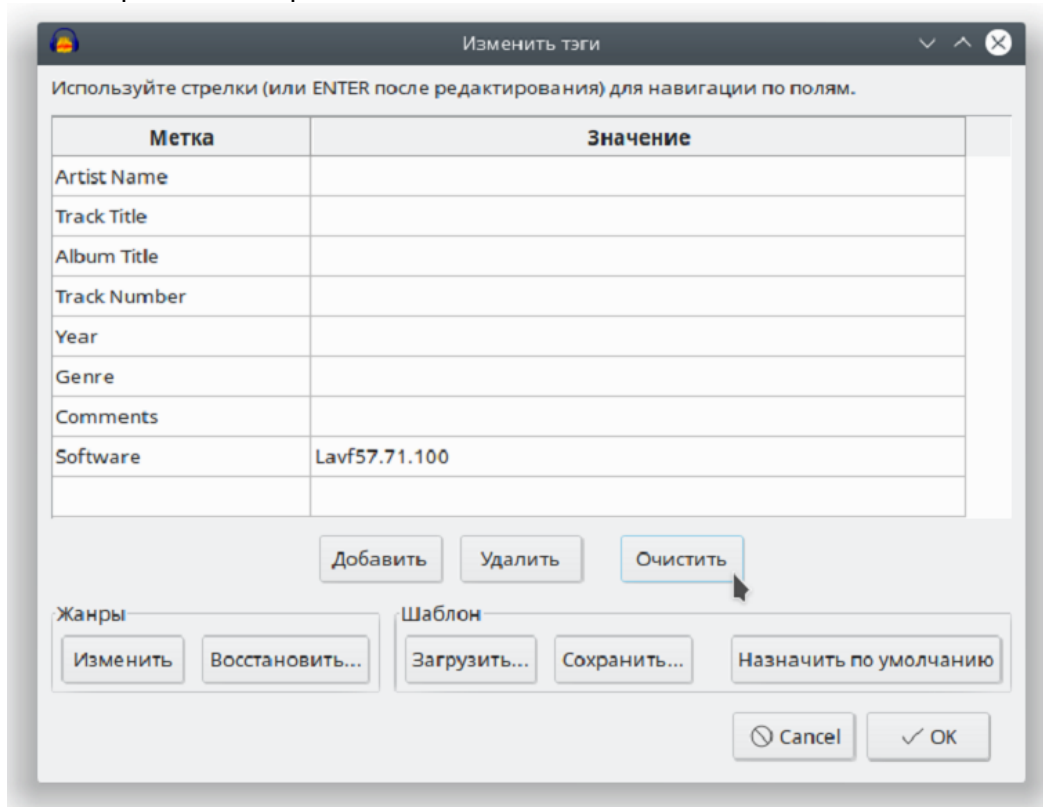 Изменить тэги
Используйте стрелки (или ENTER после редактирования) для навигации по полям.
Метка Значение
Artist Name
Track Title
Album Title
Track Number
Year
Genre
Comments
Software Lavf57.71.100
Добавить Удалить Очистить
Жанры Шаблон
Изменить Восстановить... Загрузить... Сохранить... Назначить по умолчанию
Cancel OK